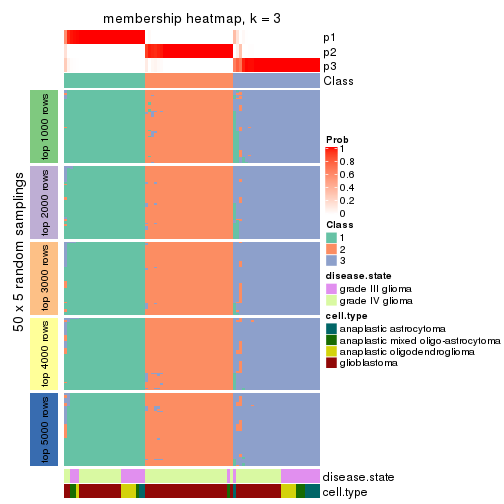 membership heatmap, k = 3
p1
p2
p3
Class
50 x 5 random samplings
top 1000 rows
top 2000 rows
top 3000 rows
top 4000 rows
top 5000 rows
disease.state
cell.type
Prob
1
0.8
0.6
0.4
0.2
0
Class
1
2
3
disease.state
grade III glioma
grade IV glioma
cell.type
anaplastic astrocytoma
anaplastic mixed oligo-astrocytoma
anaplastic oligodendroglioma
glioblastoma